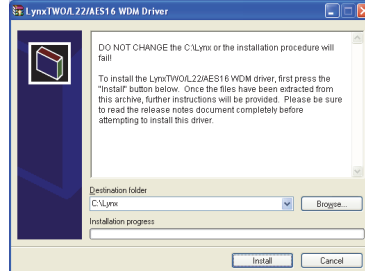 LynxTWO/L22/AES16 WDM Driver
DO NOT CHANGE the C:\Lynx or the installation procedure will
fail!
To install the LynxTWO/L22/AES16 WDM driver, first press the
"Install" button below. Once the files have been extracted from
this archive, further instructions will be provided. Please be sure
to read the release notes document completely before
attempting to install this driver.
Destination folder
C:\Lynx
Browse...
Installation progress
Install
Cancel